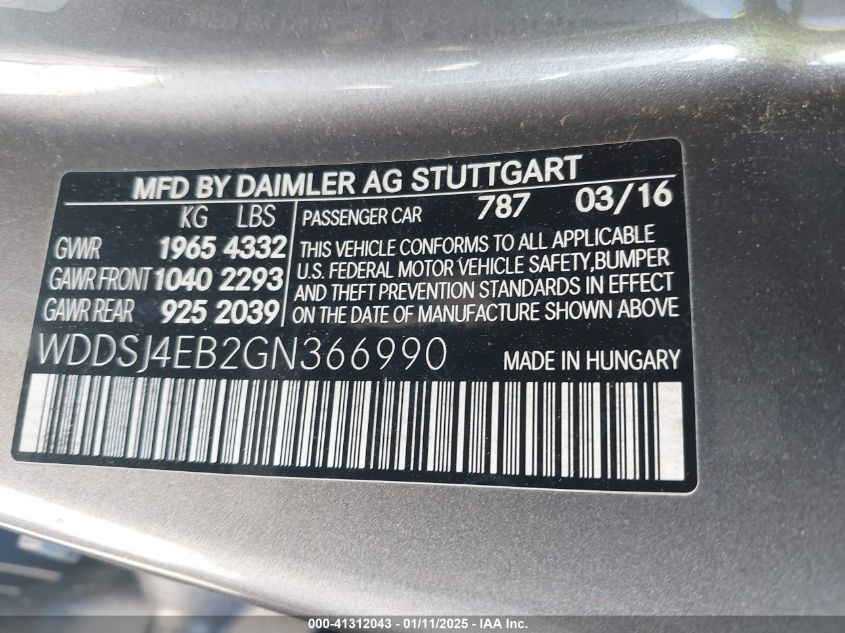 MFD BY DAIMLER AG STUTTGART
KG LBS PASSENGER CAR 787 03/16
GVWR 1965 4332 THIS VEHICLE CONFORMS TO ALL APPLICABLE
GAWR FRONT 1040 2293 U.S. FEDERAL MOTOR VEHICLE SAFETY,BUMPER
AND THEFT PREVENTION STANDARDS IN EFFECT
GAWR REAR 925 2039 ON THE DATE OF MANUFACTURE SHOWN ABOVE
WDDSJ4EB2GN366990 MADE IN HUNGARY
000-41312043 - 01/11/2025 - IAA Inc.